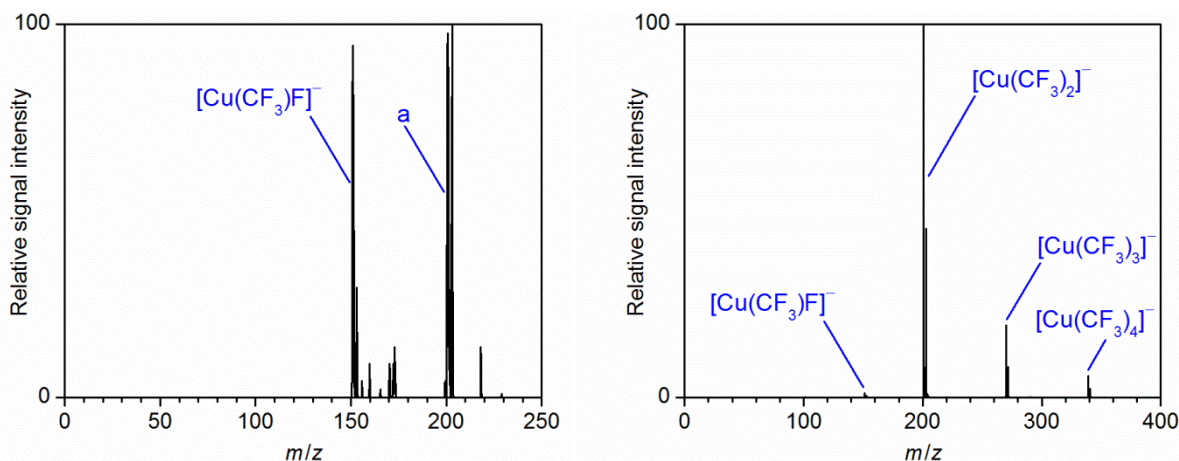 100
Relative signal intensity
[Cu(CF₃)F]⁻
a
0
0 50 100 150 200 250
m/z
100
Relative signal intensity
[Cu(CF₃)₂]⁻
[Cu(CF₃)₃]⁻
[Cu(CF₃)F]⁻
[Cu(CF₃)₄]⁻
0
0 100 200 300 400
m/z